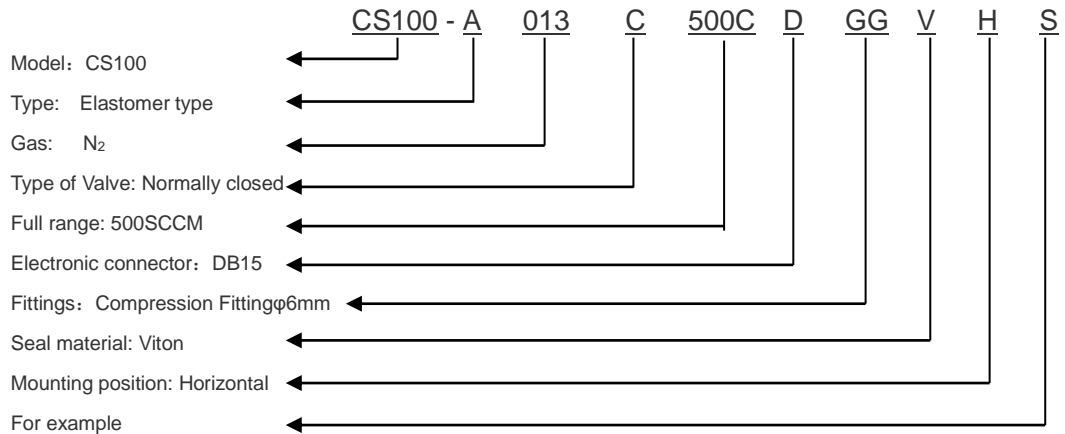 CS100 - A 013 C 500C D GG V H S
Model：CS100
Type: Elastomer type
Gas: N₂
Type of Valve: Normally closed
Full range: 500SCCM
Electronic connector：DB15
Fittings：Compression Fittingφ6mm
Seal material: Viton
Mounting position: Horizontal
For example